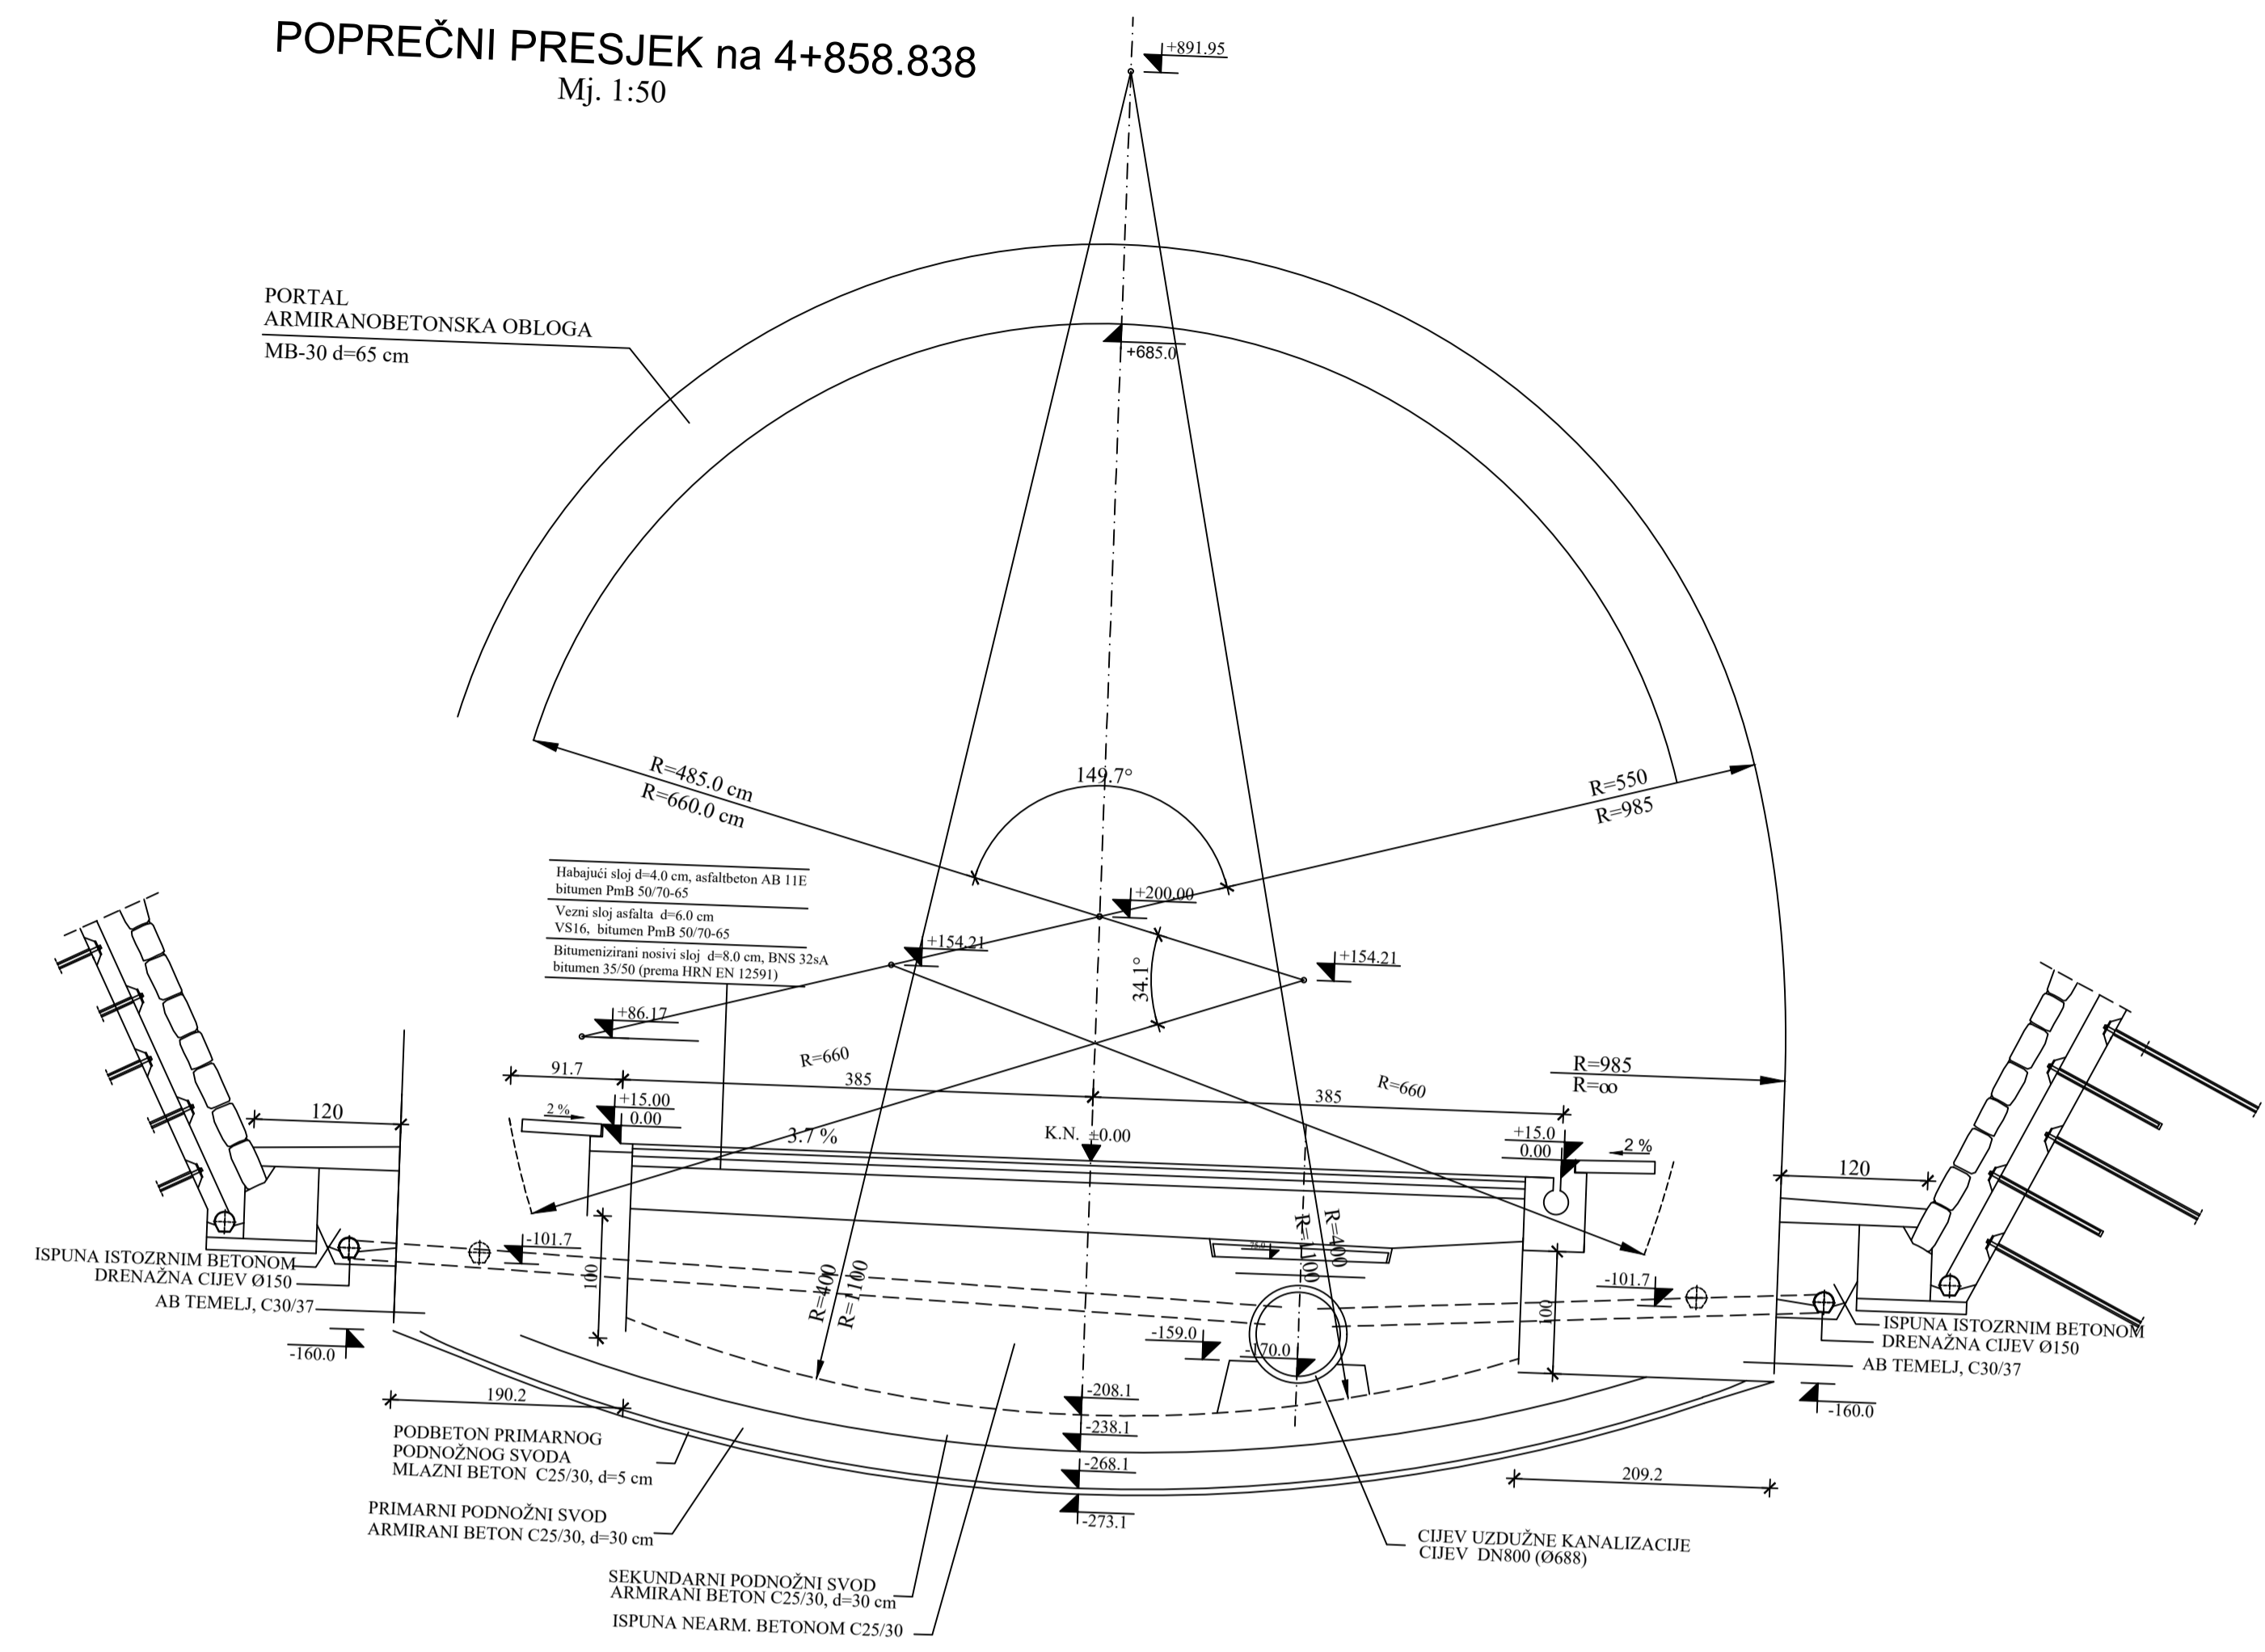 POPREČNI PRESJEK na 4+858.838
Mj. 1:50
+891.95
PORTAL
ARMIRANOBETONSKA OBLOGA
MB-30 d=65 cm
+685.0
R=485.0 cm
R=660.0 cm
149.7°
R=550
R=985
Habajući sloj d=4.0 cm, asfaltbeton AB 11E
bitumen PmB 50/70-65
Vezni sloj asfalta d=6.0 cm
VS16, bitumen PmB 50/70-65
Bitumenizirani nosivi sloj d=8.0 cm, BNS 32sA
bitumen 35/50 (prema HRN EN 12591)
+200.00
+154.21
+154.21
34.1°
+86.17
91.7
R=660
385
R=660
385
R=985
R=∞
120
2 %
+15.00
0.00
3.7 %
K.N. ±0.00
+15.0
0.00
2 %
120
-101.7
100
R=400
R=1100
R=1100
R=400
-101.7
100
ISPUNA ISTOZRNIM BETONOM
DRENAŽNA CIJEV Ø150
AB TEMELJ, C30/37
-160.0
-159.0
-170.0
ISPUNA ISTOZRNIM BETONOM
DRENAŽNA CIJEV Ø150
AB TEMELJ, C30/37
-160.0
190.2
-208.1
-238.1
-268.1
-273.1
209.2
PODBETON PRIMARNOG
PODNOŽNOG SVODA
MLAZNI BETON C25/30, d=5 cm
PRIMARNI PODNOŽNI SVOD
ARMIRANI BETON C25/30, d=30 cm
SEKUNDARNI PODNOŽNI SVOD
ARMIRANI BETON C25/30, d=30 cm
ISPUNA NEARM. BETONOM C25/30
CIJEV UZDUŽNE KANALIZACIJE
CIJEV DN800 (Ø688)